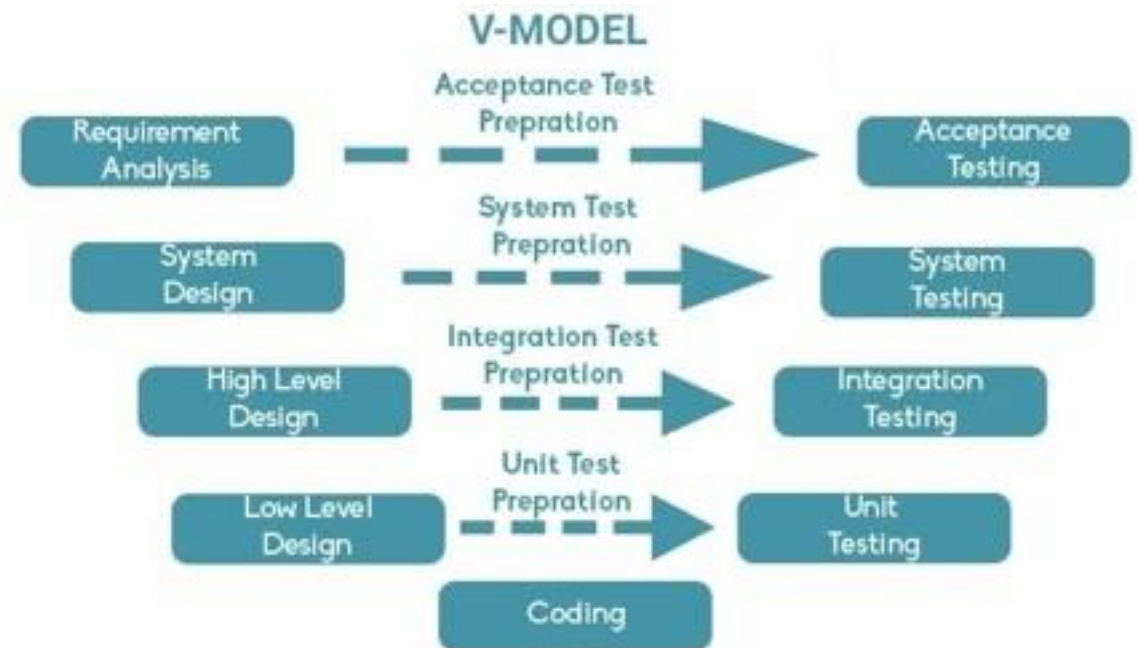 V-MODEL
Acceptance Test
Prepration
Requirement
Analysis
Acceptance
Testing
System Test
Prepration
System
Design
System
Testing
Integration Test
Prepration
High Level
Design
Integration
Testing
Unit Test
Prepration
Low Level
Design
Unit
Testing
Coding